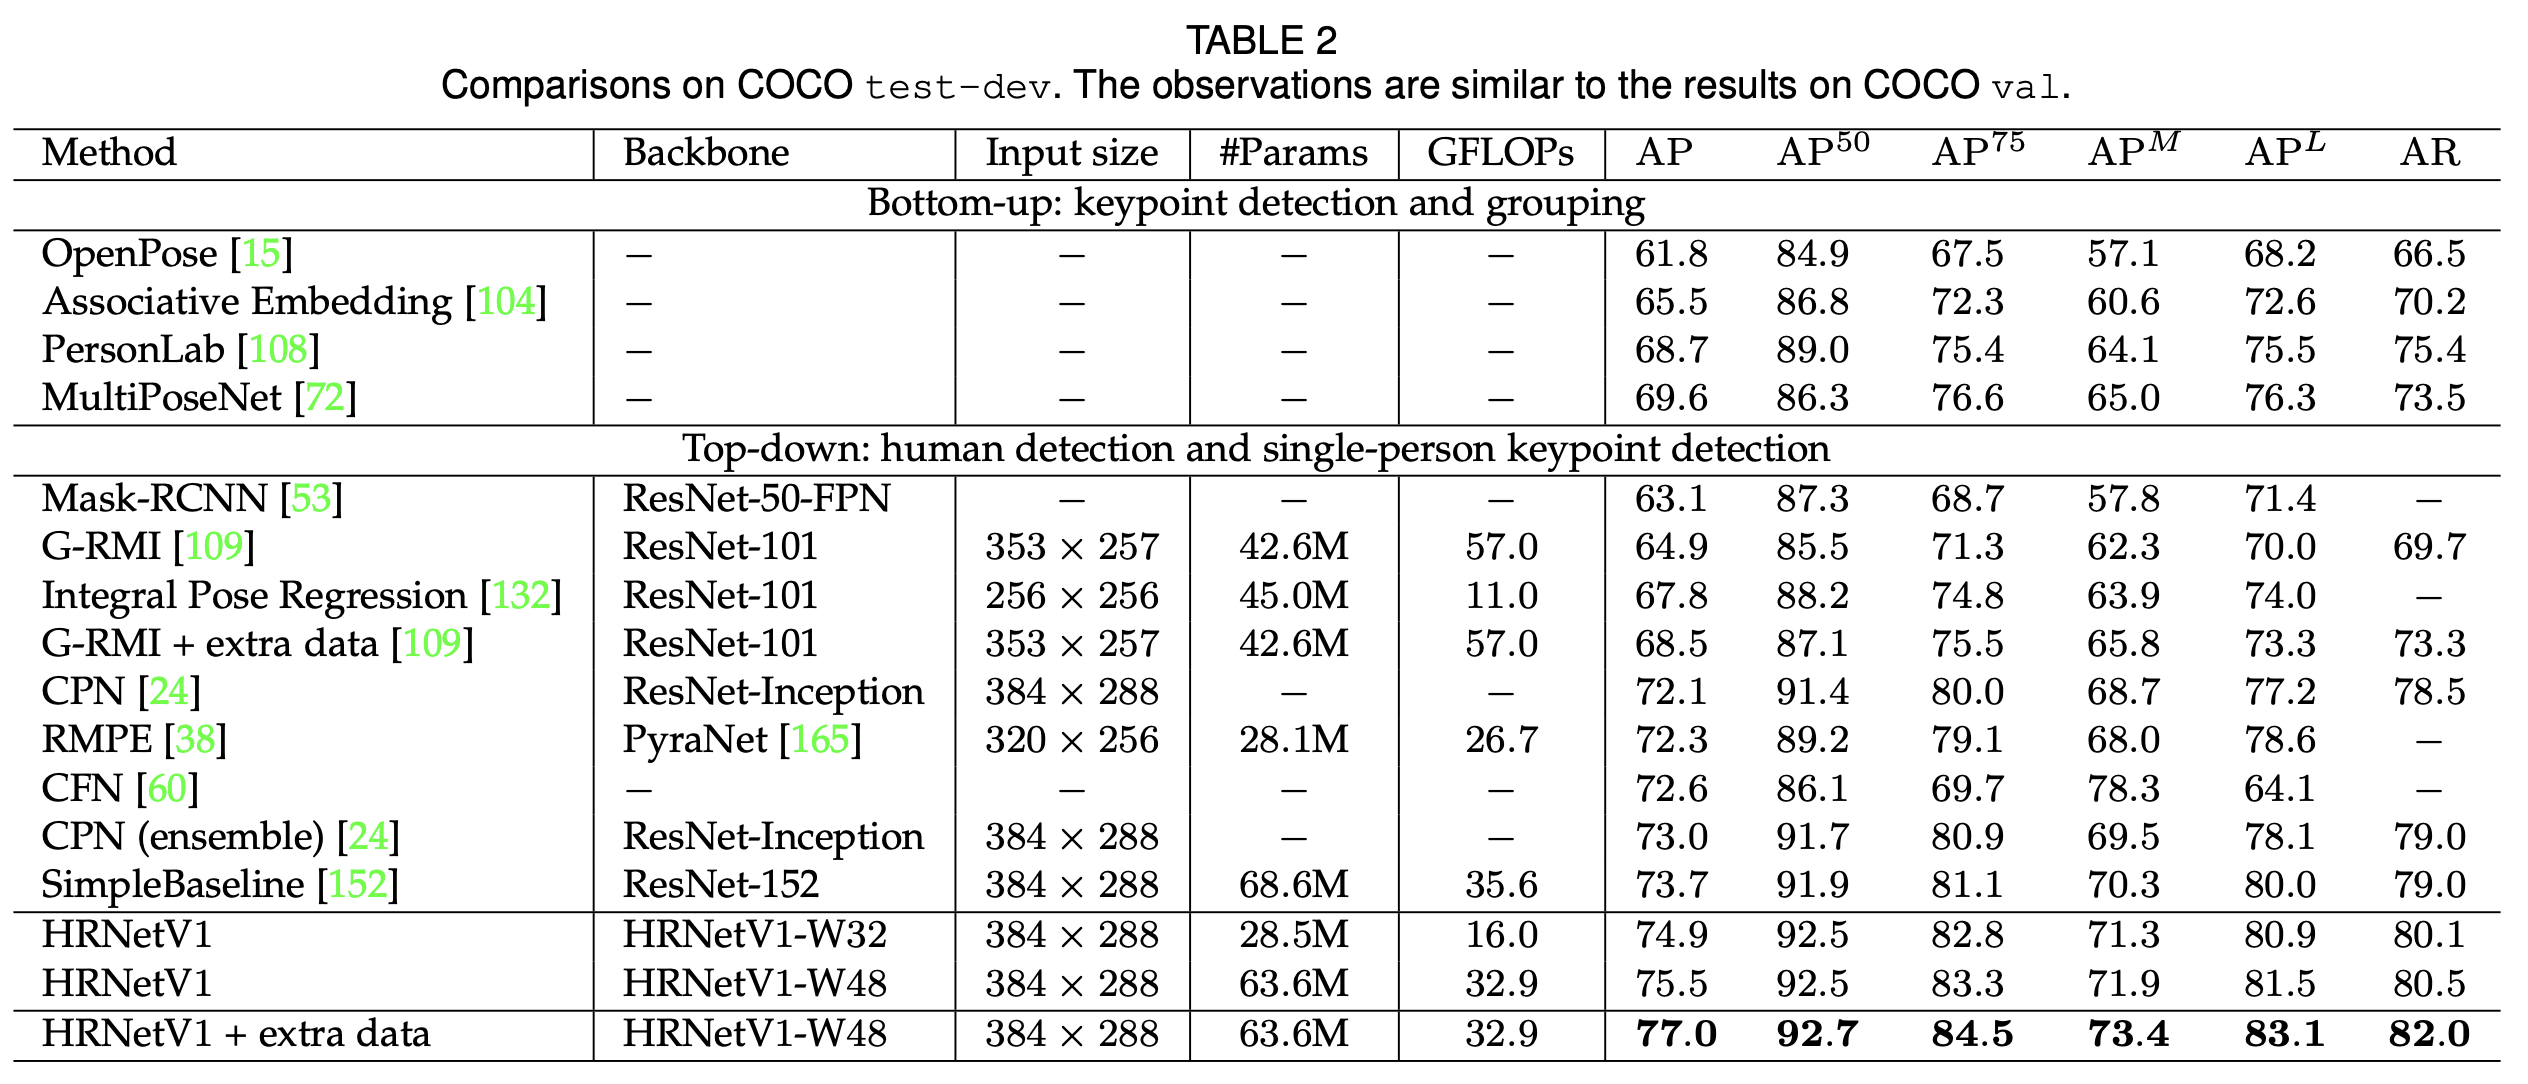 TABLE 2
Comparisons on COCO test-dev. The observations are similar to the results on COCO val.
Method Backbone Input size #Params GFLOPs AP AP^50 AP^75 AP^M AP^L AR
Bottom-up: keypoint detection and grouping
OpenPose [15] – – – – 61.8 84.9 67.5 57.1 68.2 66.5
Associative Embedding [104] – – – – 65.5 86.8 72.3 60.6 72.6 70.2
PersonLab [108] – – – – 68.7 89.0 75.4 64.1 75.5 75.4
MultiPoseNet [72] – – – – 69.6 86.3 76.6 65.0 76.3 73.5
Top-down: human detection and single-person keypoint detection
Mask-RCNN [53] ResNet-50-FPN – – – 63.1 87.3 68.7 57.8 71.4 –
G-RMI [109] ResNet-101 353 × 257 42.6M 57.0 64.9 85.5 71.3 62.3 70.0 69.7
Integral Pose Regression [132] ResNet-101 256 × 256 45.0M 11.0 67.8 88.2 74.8 63.9 74.0 –
G-RMI + extra data [109] ResNet-101 353 × 257 42.6M 57.0 68.5 87.1 75.5 65.8 73.3 73.3
CPN [24] ResNet-Inception 384 × 288 – – 72.1 91.4 80.0 68.7 77.2 78.5
RMPE [38] PyraNet [165] 320 × 256 28.1M 26.7 72.3 89.2 79.1 68.0 78.6 –
CFN [60] – – – – 72.6 86.1 69.7 78.3 64.1 –
CPN (ensemble) [24] ResNet-Inception 384 × 288 – – 73.0 91.7 80.9 69.5 78.1 79.0
SimpleBaseline [152] ResNet-152 384 × 288 68.6M 35.6 73.7 91.9 81.1 70.3 80.0 79.0
HRNetV1 HRNetV1-W32 384 × 288 28.5M 16.0 74.9 92.5 82.8 71.3 80.9 80.1
HRNetV1 HRNetV1-W48 384 × 288 63.6M 32.9 75.5 92.5 83.3 71.9 81.5 80.5
HRNetV1 + extra data HRNetV1-W48 384 × 288 63.6M 32.9 77.0 92.7 84.5 73.4 83.1 82.0